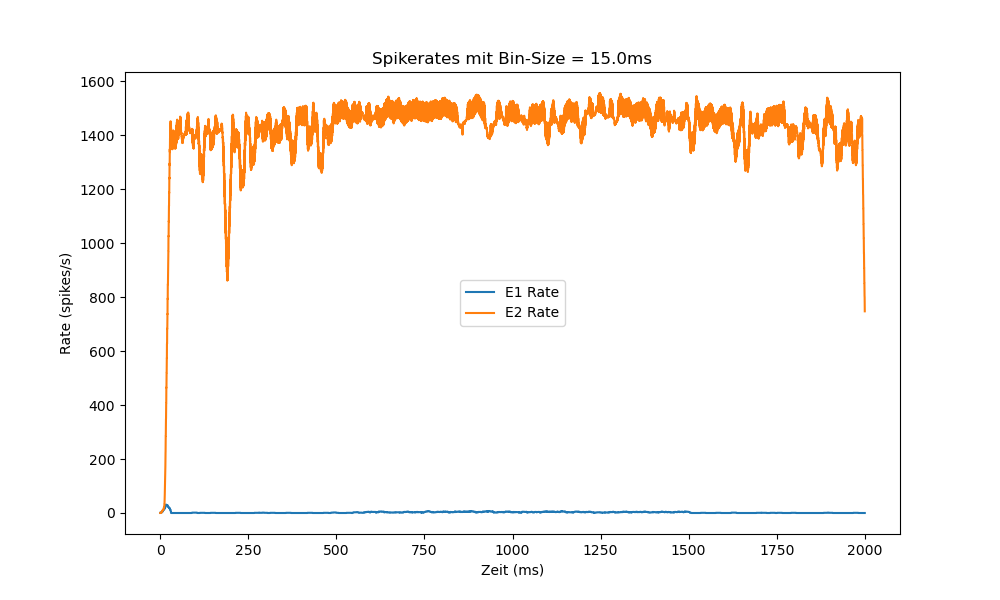 Spikerates mit Bin-Size = 15.0ms
1600
1400
1200
1000
800
600
400
200
0
Rate (spikes/s)
E1 Rate
E2 Rate
0 250 500 750 1000 1250 1500 1750 2000
Zeit (ms)